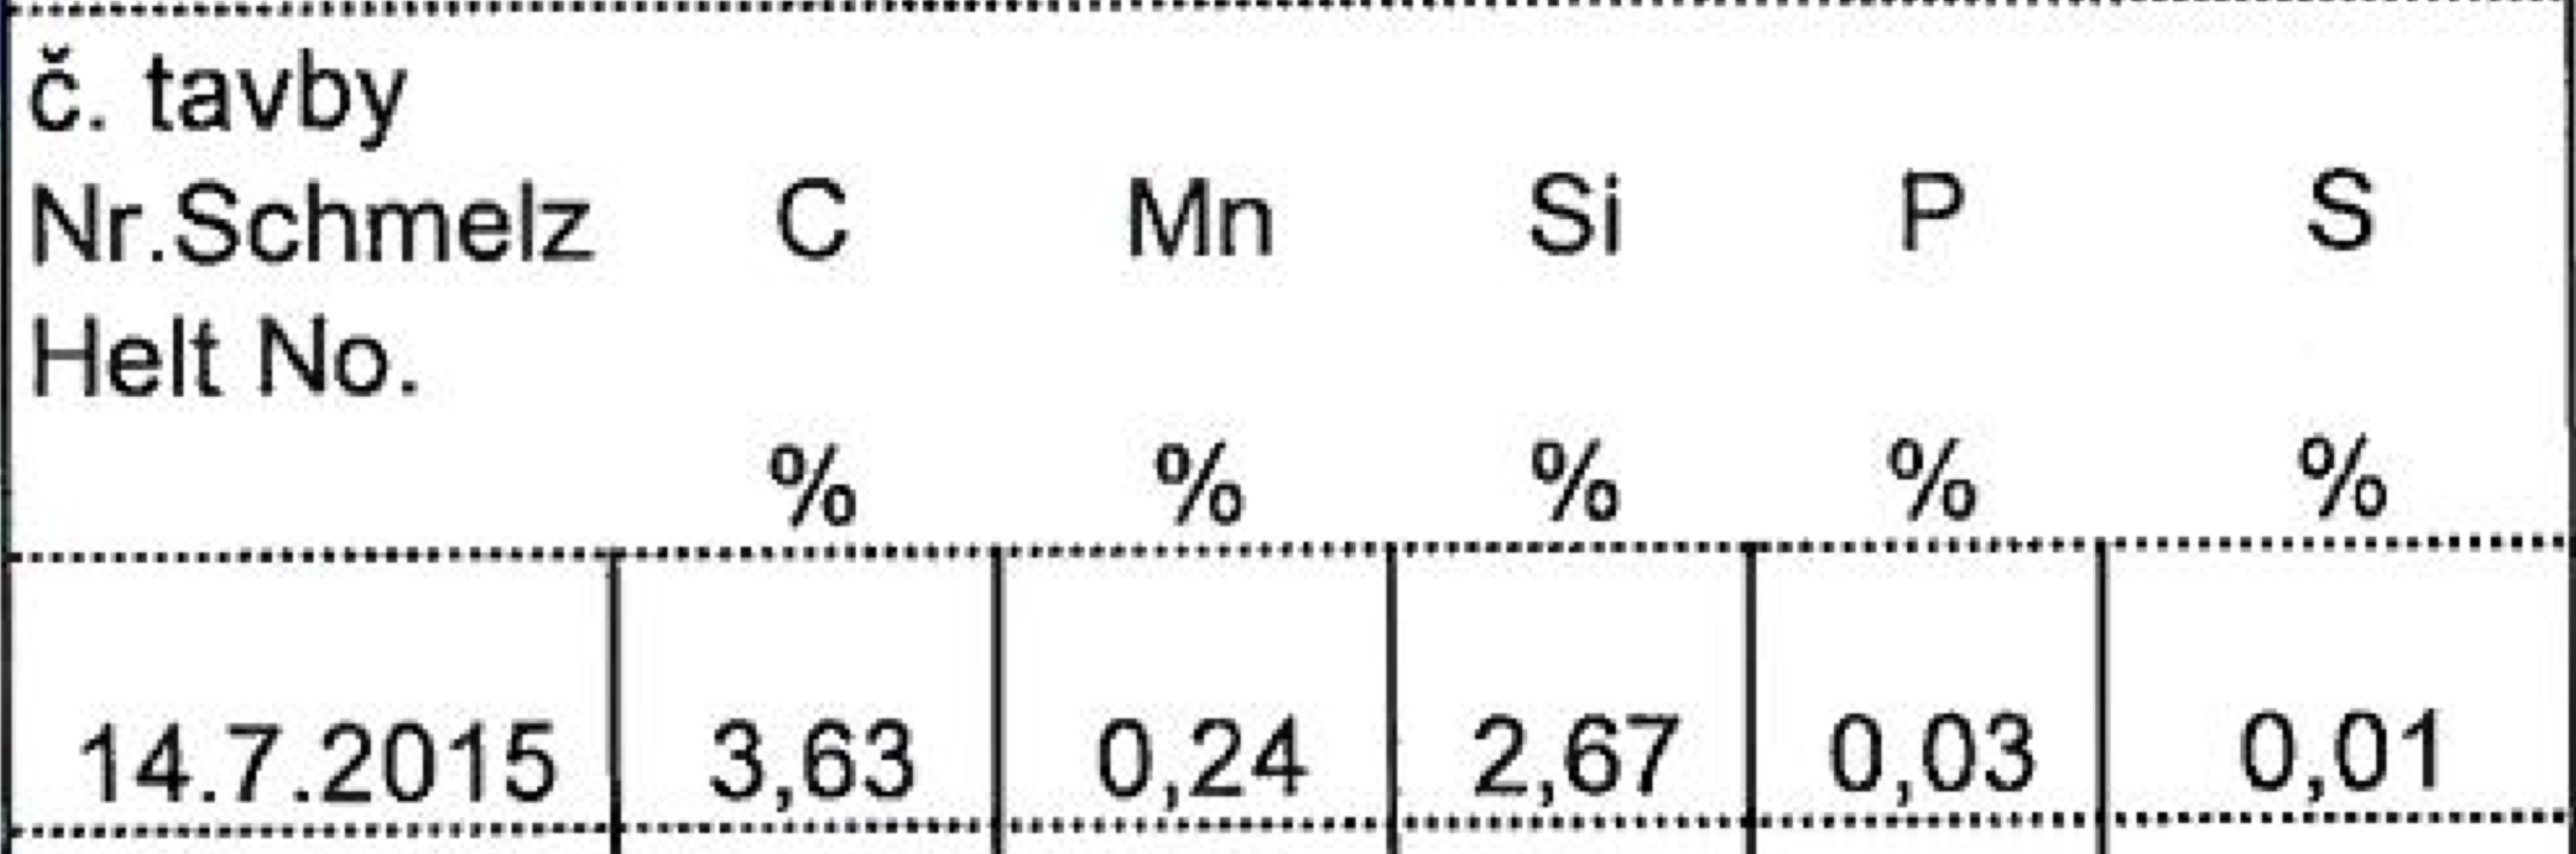 č. tavby
Nr.Schmelz C Mn Si P S
Helt No.
% % % % %
14.7.2015 3,63 0,24 2,67 0,03 0,01